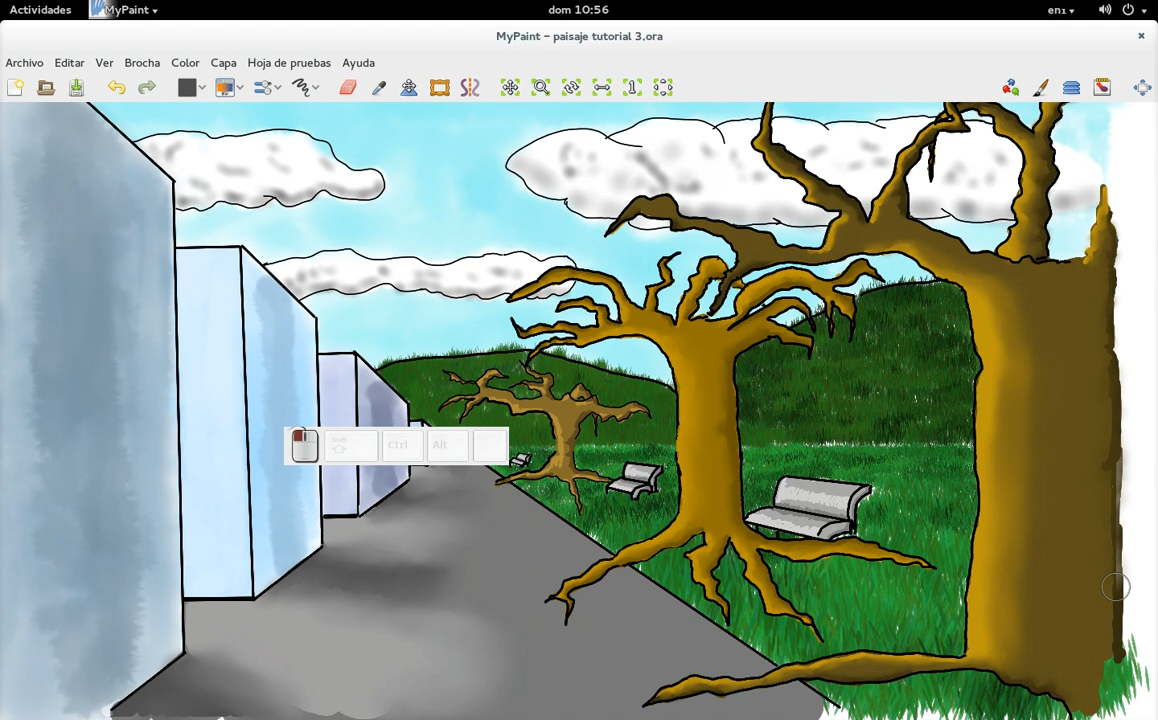 Actividades MyPaint dom 10:56 en₁
MyPaint – paisaje tutorial 3.ora
Archivo Editar Ver Brocha Color Capa Hoja de pruebas Ayuda
Shift
Ctrl Alt